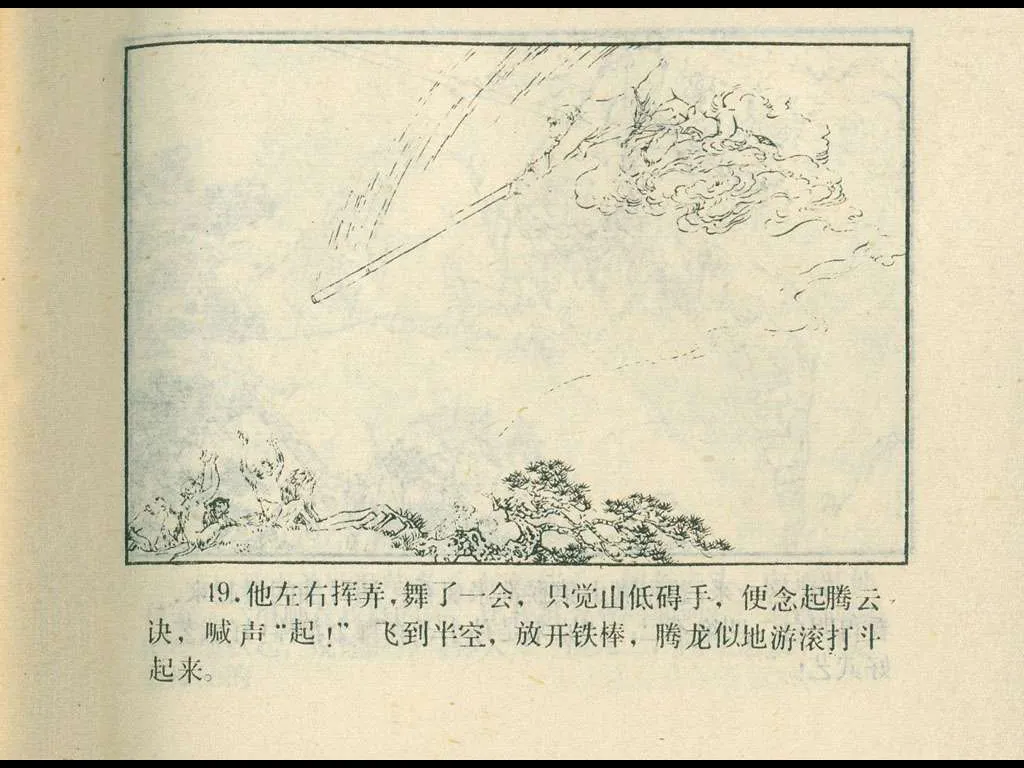 19.他左右挥弄,舞了一会，只觉山低碍手，便念起腾云
诀，喊声“起!” 飞到半空，放开铁棒，腾龙似地游滚打斗
起来。